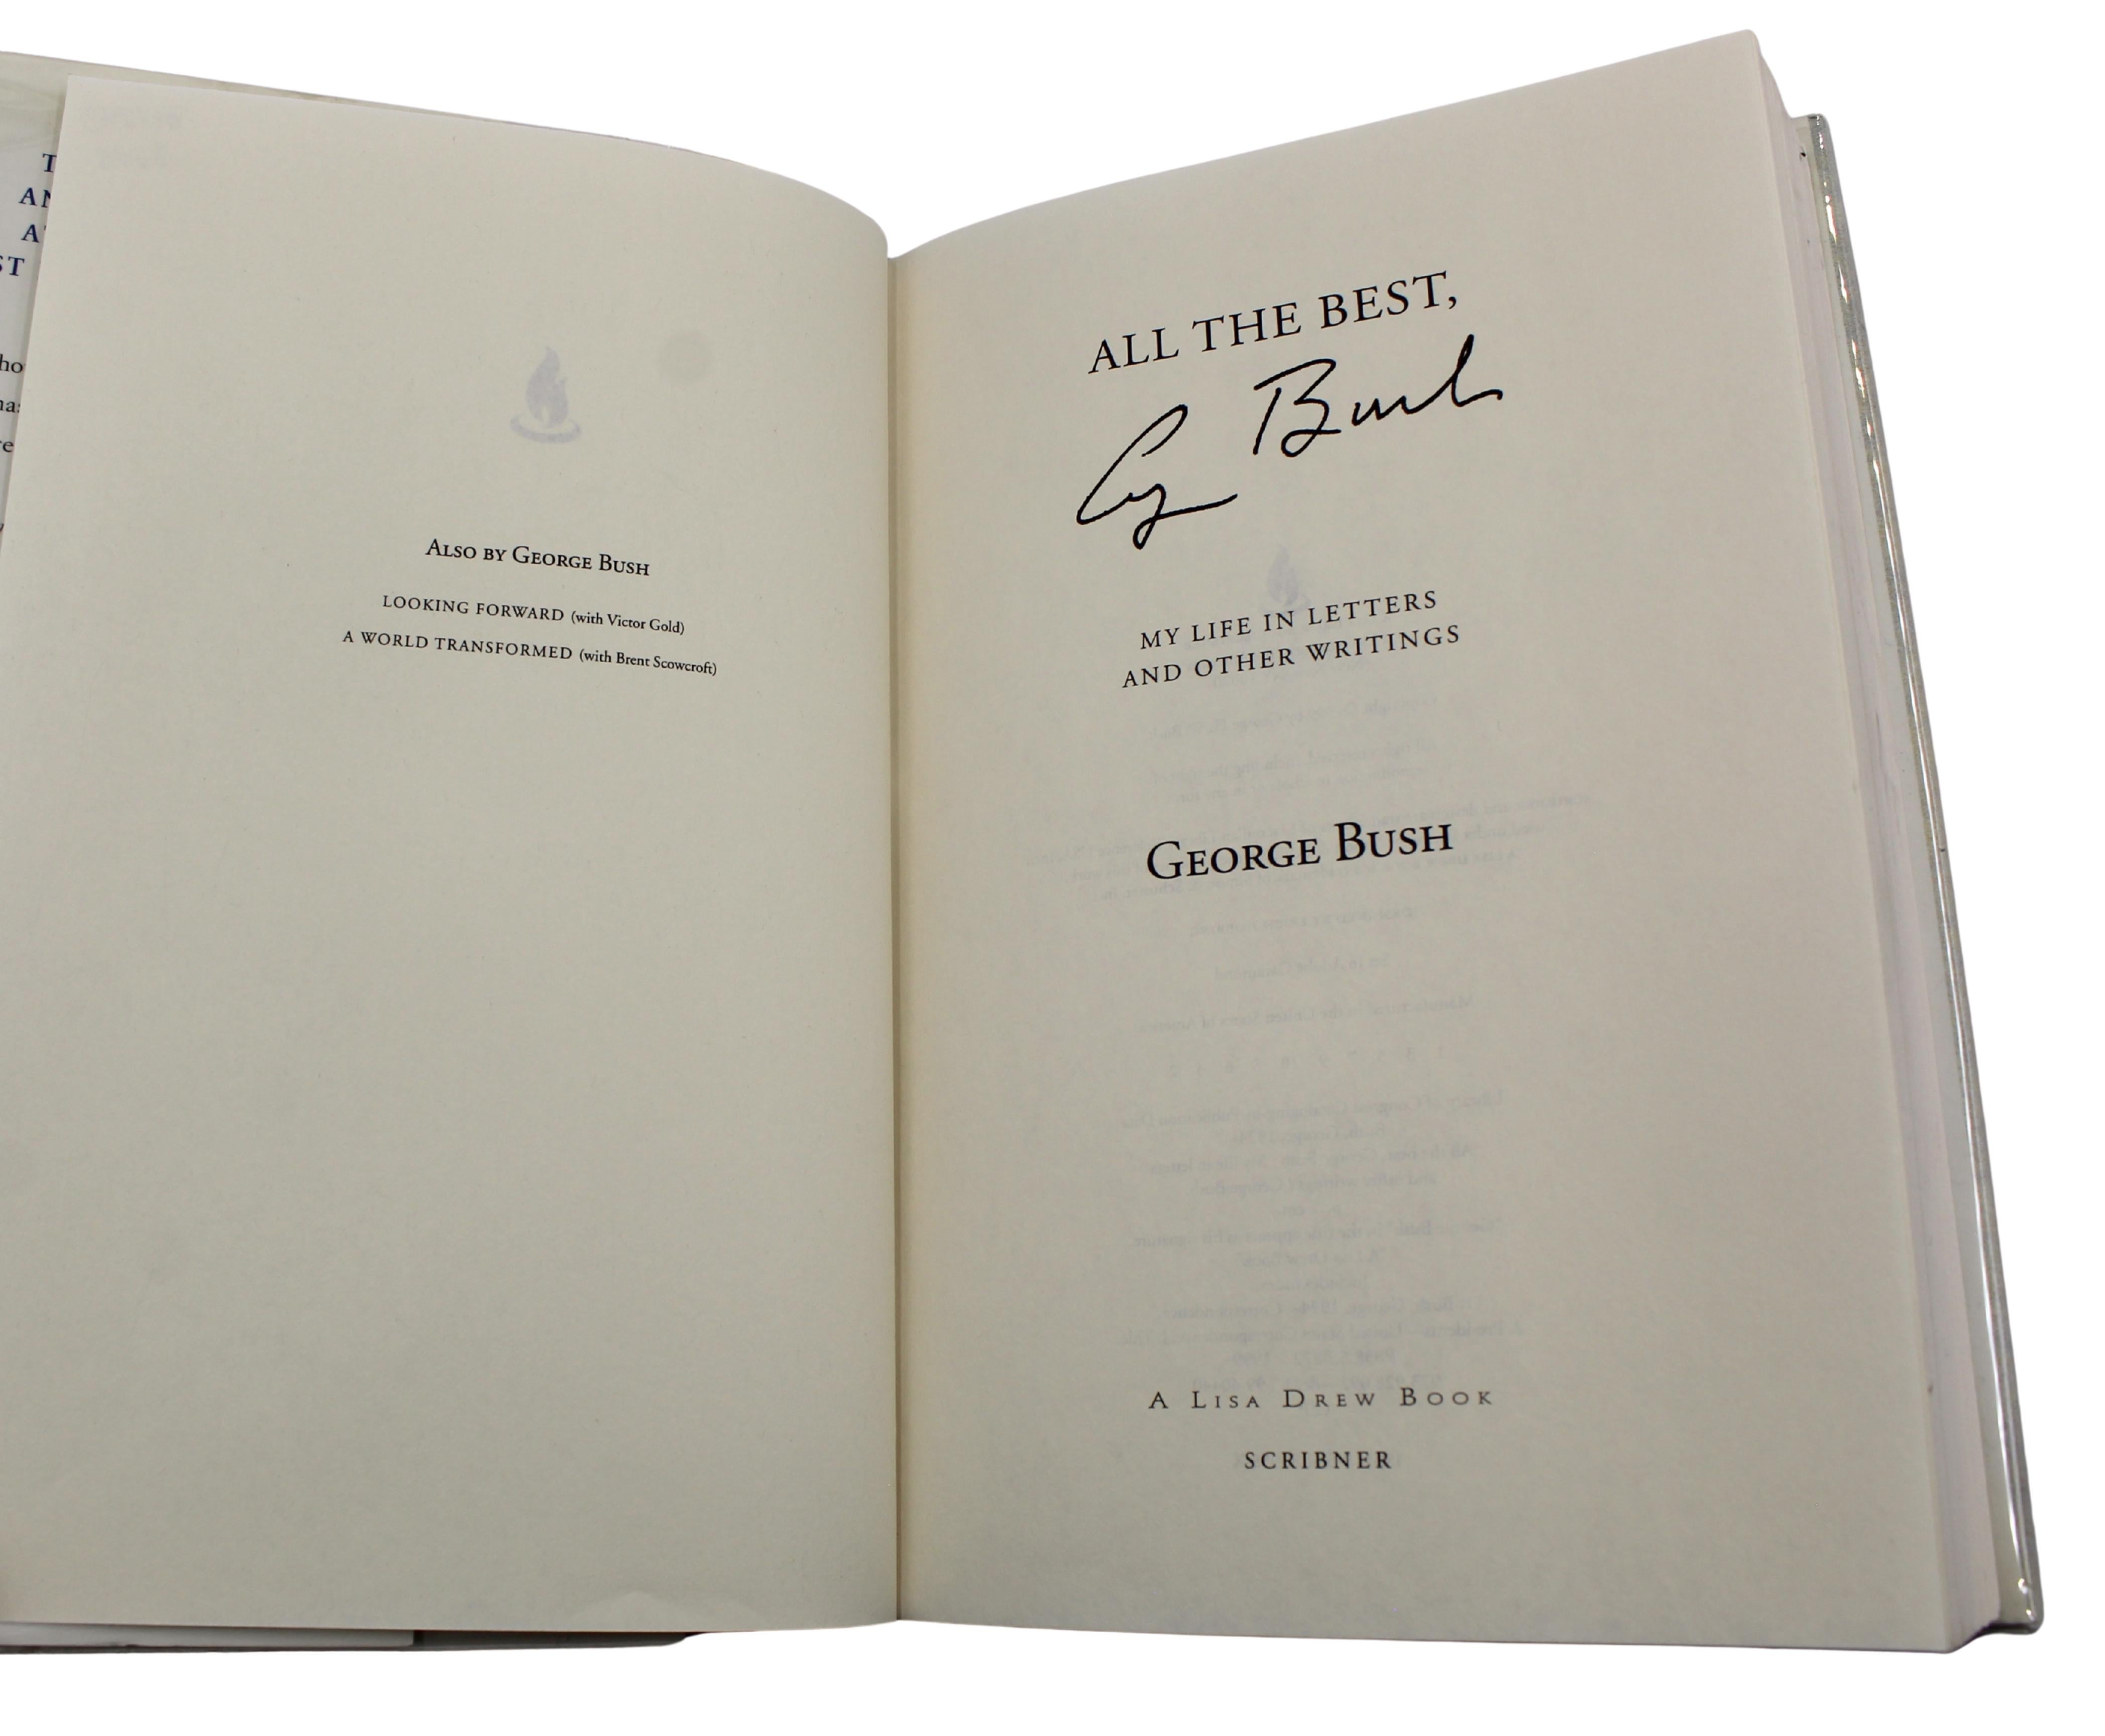 ALSO BY GEORGE BUSH
LOOKING FORWARD (with Victor Gold)
A WORLD TRANSFORMED (with Brent Scowcroft)
ALL THE BEST,
G Bush
MY LIFE IN LETTERS
AND OTHER WRITINGS
GEORGE BUSH
A LISA DREW BOOK
SCRIBNER